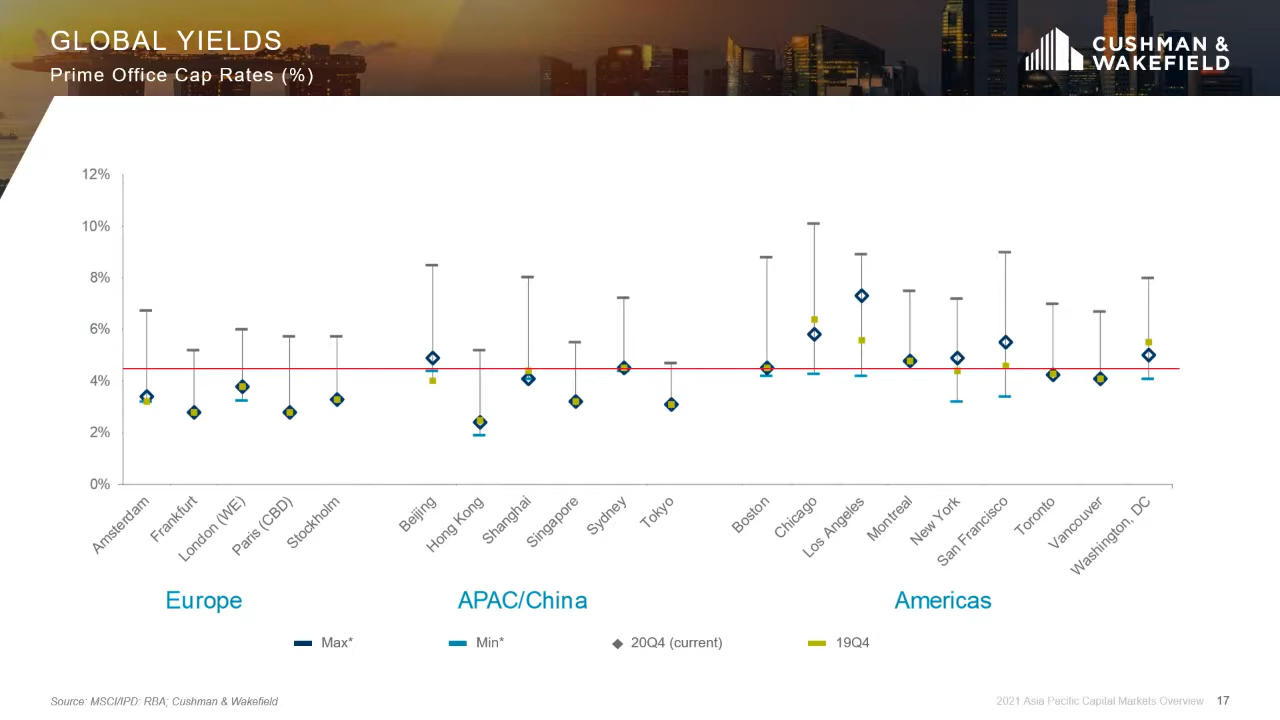 GLOBAL YIELDS
Prime Office Cap Rates (%)
CUSHMAN &
WAKEFIELD
12%
10%
8%
6%
4%
2%
0%
Amsterdam
Frankfurt
London (WE)
Paris (CBD)
Stockholm
Beijing
Hong Kong
Shanghai
Singapore
Sydney
Tokyo
Boston
Chicago
Los Angeles
Montreal
New York
San Francisco
Toronto
Vancouver
Washington, DC
Europe
APAC/China
Americas
Max*
Min*
20Q4 (current)
19Q4
Source: MSCI/IPD: RBA; Cushman & Wakefield
2021 Asia Pacific Capital Markets Overview 17